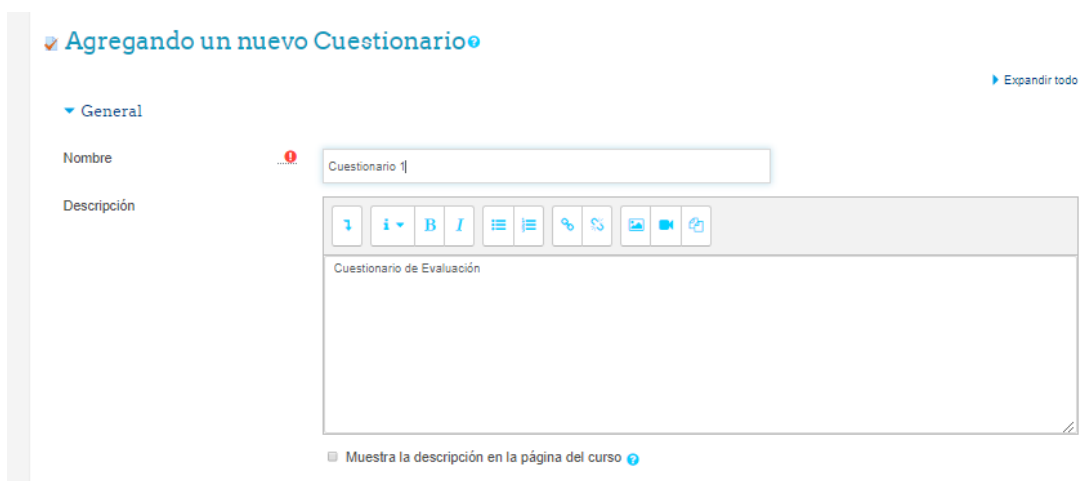 Agregando un nuevo Cuestionario
Expandir todo
General
Nombre
Cuestionario 1
Descripción
B I
Cuestionario de Evaluación
Muestra la descripción en la página del curso